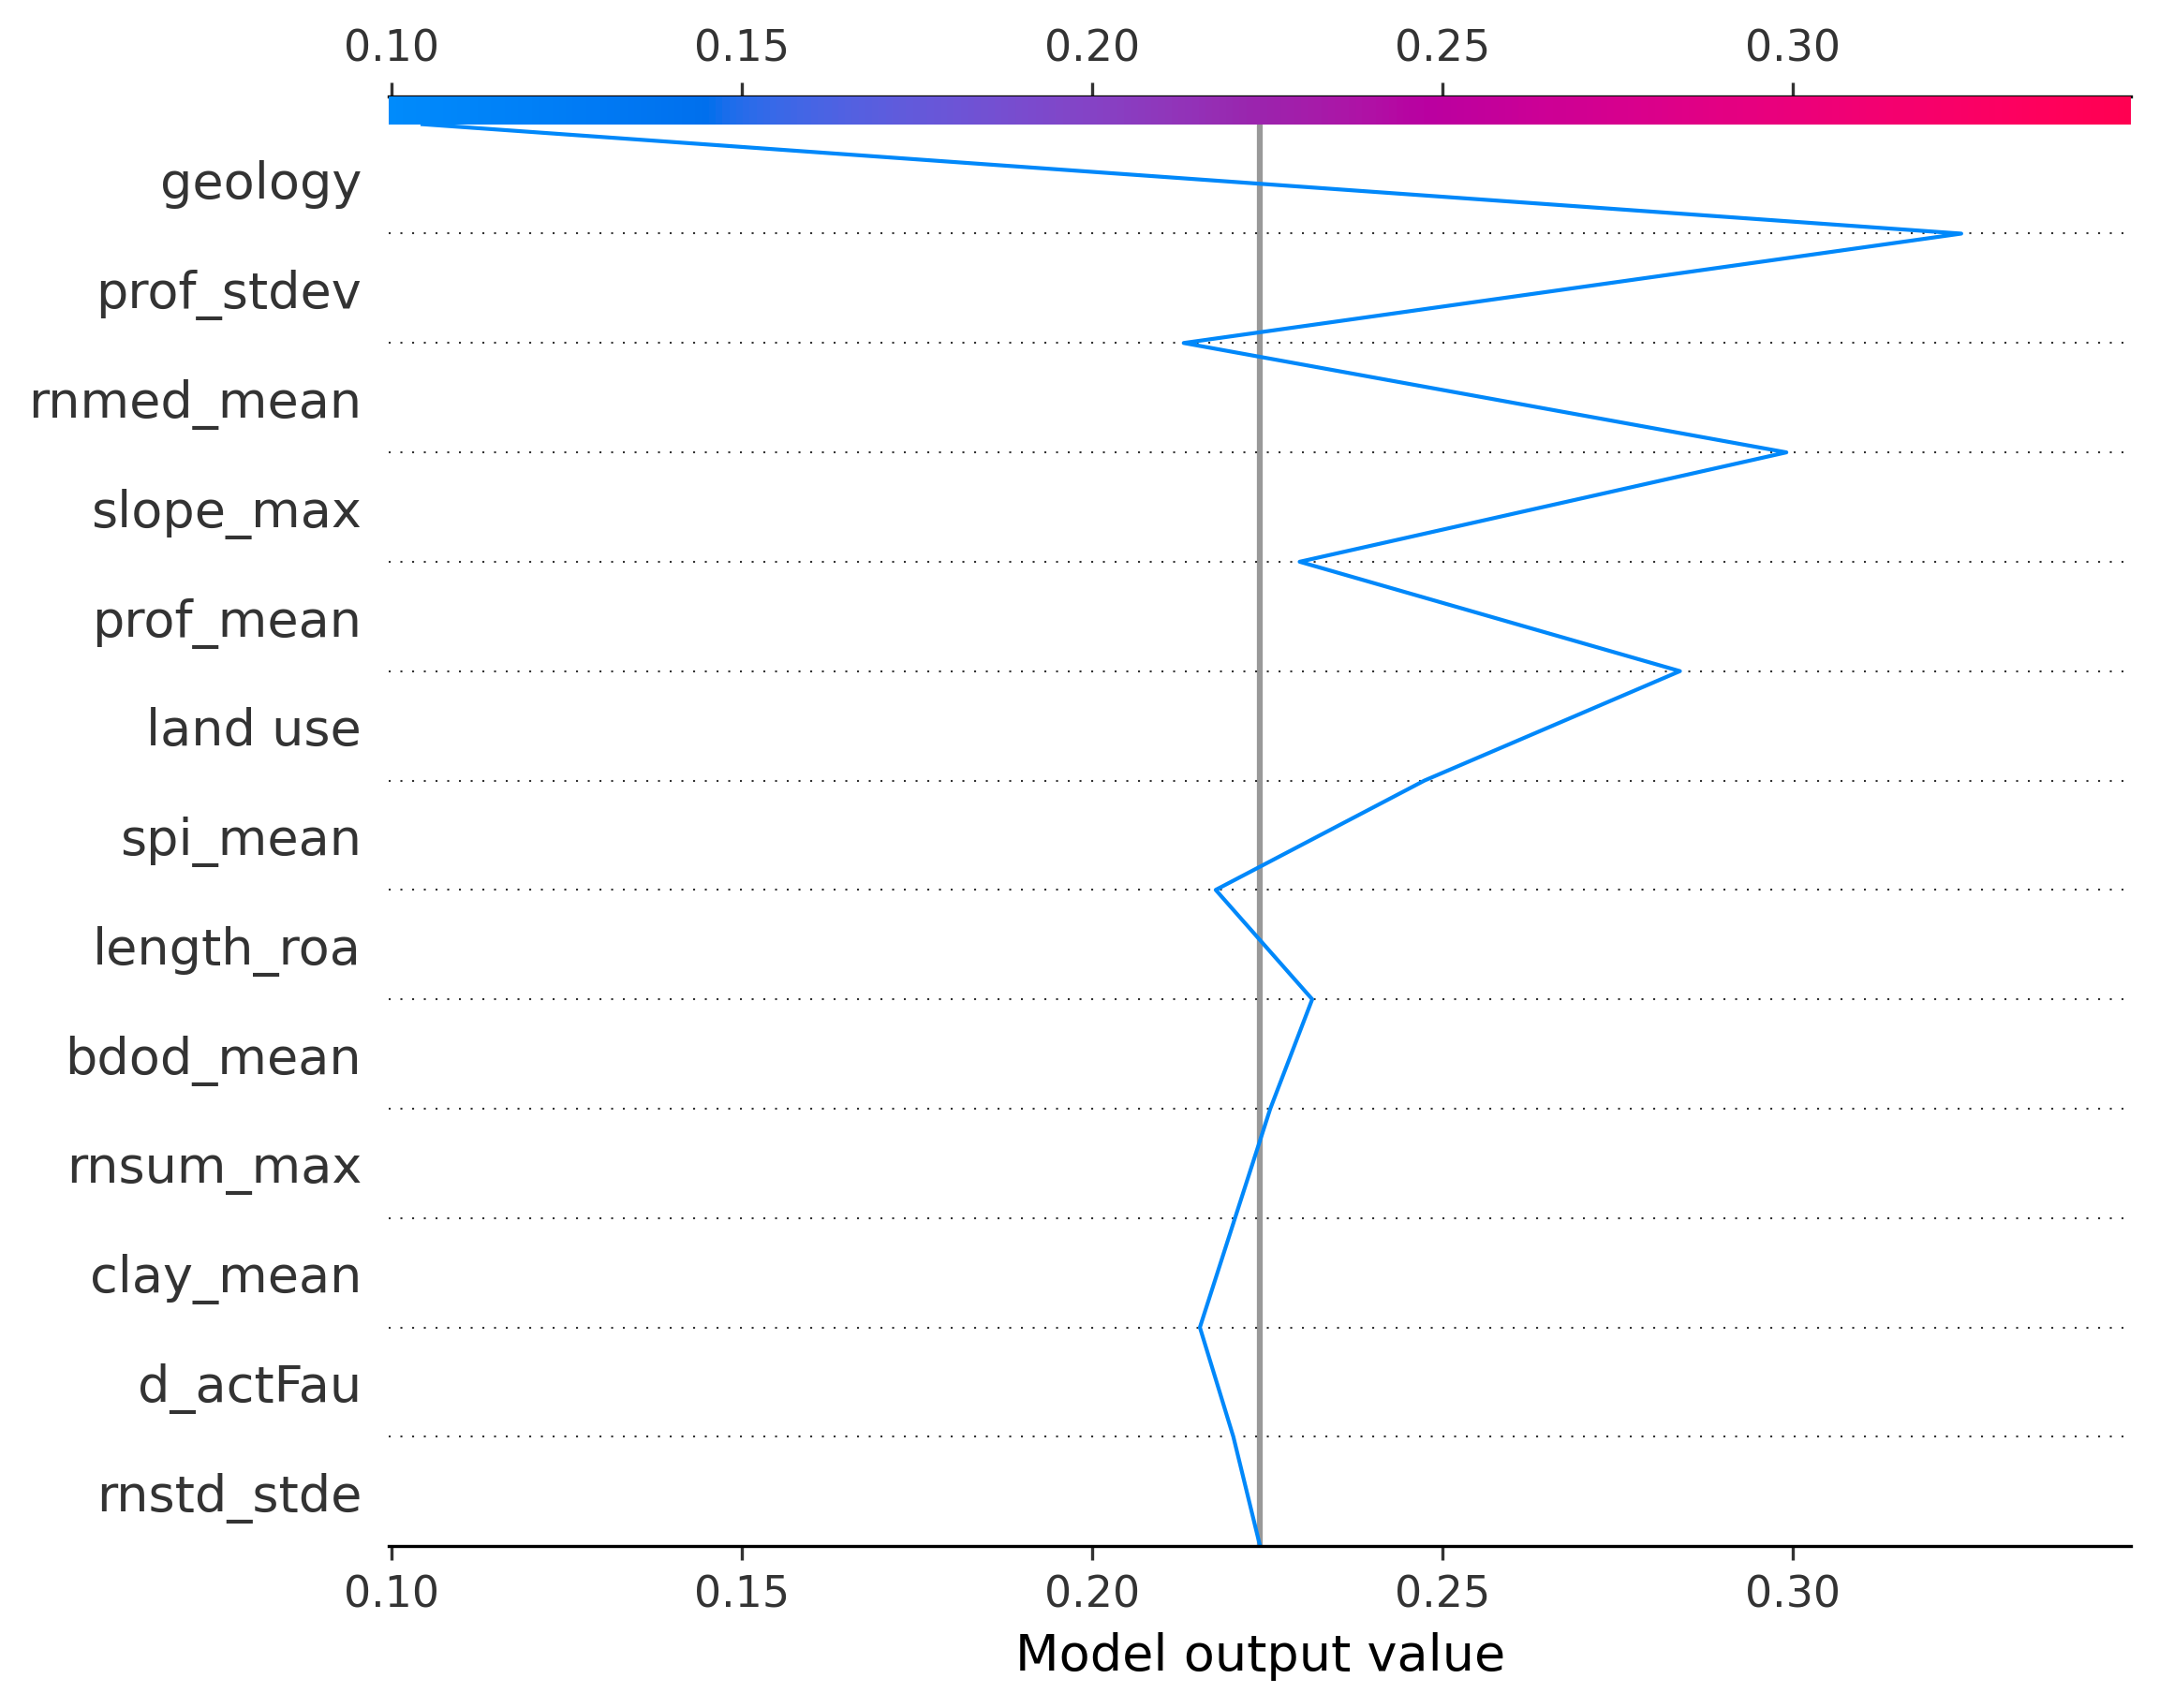 0.10 0.15 0.20 0.25 0.30
geology
prof_stdev
rnmed_mean
slope_max
prof_mean
land use
spi_mean
length_roa
bdod_mean
rnsum_max
clay_mean
d_actFau
rnstd_stde
0.10 0.15 0.20 0.25 0.30
Model output value